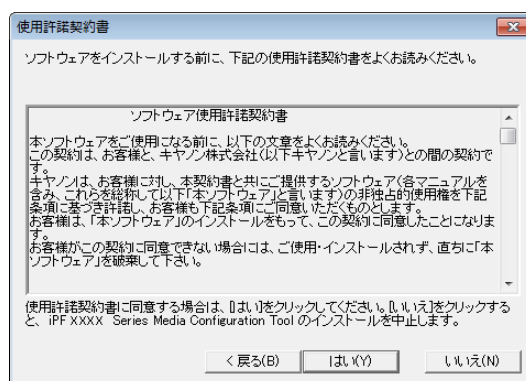 使用許諾契約書
ソフトウェアをインストールする前に、下記の使用許諾契約書をよくお読みください。
ソフトウェア使用許諾契約書
本ソフトウェアをご使用になる前に、以下の文章をよくお読みください。
この契約は、お客様と、キヤノン株式会社(以下キヤノンと言います)との間の契約で
す。
キヤノンは、お客様に対し、本契約書と共にご提供するソフトウェア(各マニュアルを
含み、これらを総称して以下「本ソフトウェア」と言います)の非独占的使用権を下記
条項に基づき許諾し、お客様も下記条項にご同意いただくものとします。
お客様は、「本ソフトウェア」のインストールをもって、この契約に同意したことになりま
す。
お客様がこの契約に同意できない場合には、ご使用・インストールされず、直ちに「本
ソフトウェア」を破棄して下さい。
使用許諾契約書に同意する場合は、[はい]をクリックしてください。[いいえ]をクリックする
と、iPF XXXX Series Media Configuration Tool のインストールを中止します。
< 戻る(B)
はい(Y)
いいえ(N)